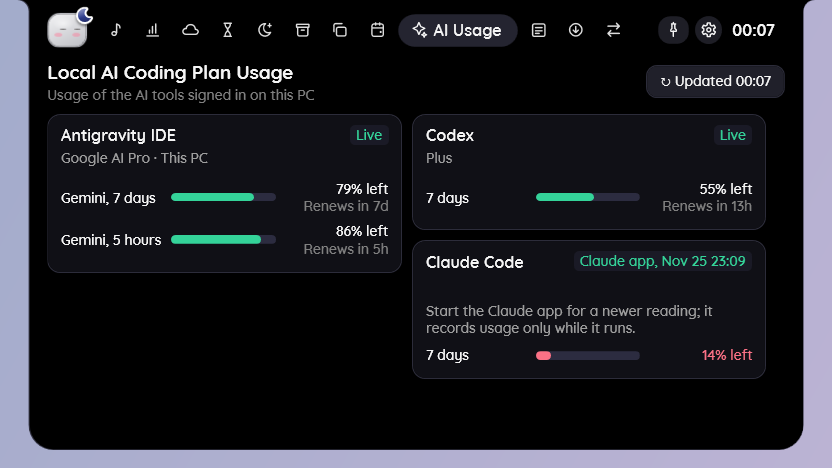 AI Usage
00:07
Local AI Coding Plan Usage
Usage of the AI tools signed in on this PC
↻ Updated 00:07
Antigravity IDE
Live
Google AI Pro · This PC
Gemini, 7 days
79% left
Renews in 7d
Gemini, 5 hours
86% left
Renews in 5h
Codex
Live
Plus
7 days
55% left
Renews in 13h
Claude Code
Claude app, Nov 25 23:09
Start the Claude app for a newer reading; it
records usage only while it runs.
7 days
14% left